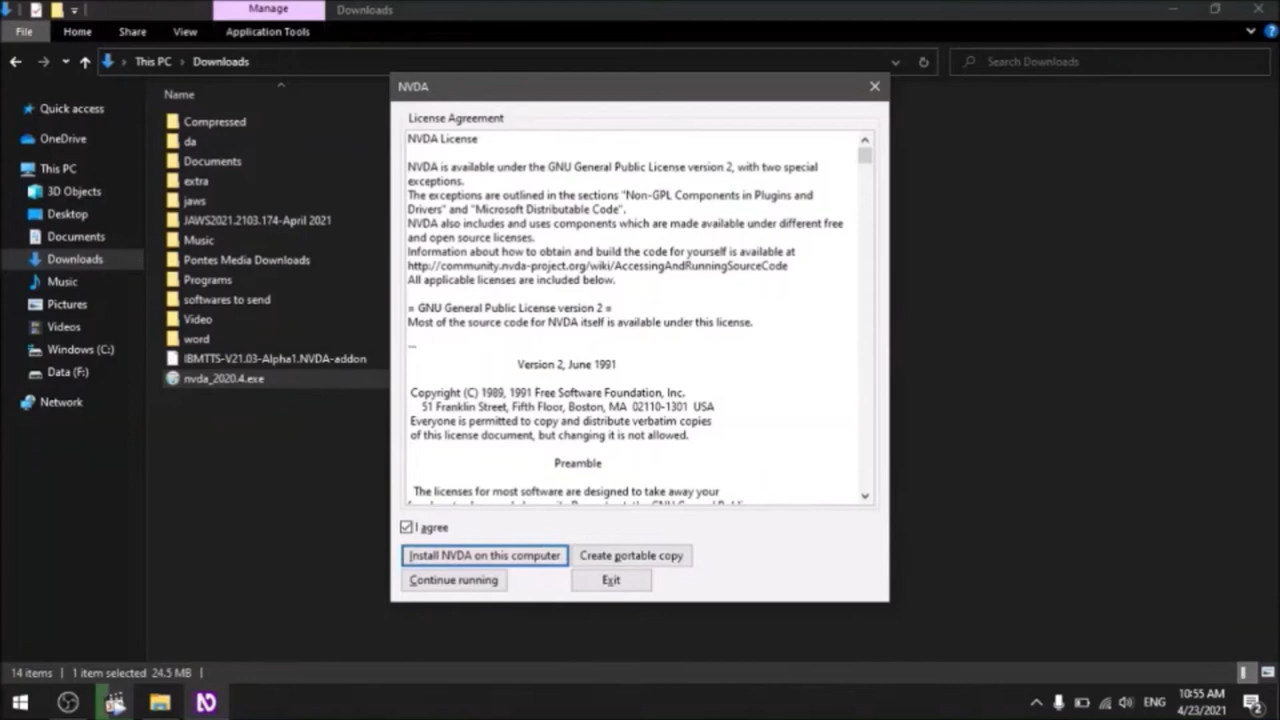 Manage
Downloads
File
Home
Share
View
Application Tools
This PC
Downloads
Search Downloads
Quick access
OneDrive
This PC
3D Objects
Desktop
Documents
Downloads
Music
Pictures
Videos
Windows (C:)
Data (F:)
Network
Name
Compressed
da
Documents
extra
jaws
JAWS2021.2103.174-April 2021
Music
Pontes Media Downloads
Programs
softwares to send
Video
word
IBMTTS-V21.03-Alpha1.NVDA-addon
nvda_2020.4.exe
NVDA
License Agreement
NVDA License
NVDA is available under the GNU General Public License version 2, with two special
exceptions.
The exceptions are outlined in the sections "Non-GPL Components in Plugins and
Drivers" and "Microsoft Distributable Code".
NVDA also includes and uses components which are made available under different free
and open source licenses.
Information about how to obtain and build the code for yourself is available at
http://community.nvda-project.org/wiki/AccessingAndRunningSourceCode
All applicable licenses are included below.
= GNU General Public License version 2 =
Most of the source code for NVDA itself is available under this license.
Version 2, June 1991
Copyright (C) 1989, 1991 Free Software Foundation, Inc.
51 Franklin Street, Fifth Floor, Boston, MA 02110-1301 USA
Everyone is permitted to copy and distribute verbatim copies
of this license document, but changing it is not allowed.
Preamble
The licenses for most software are designed to take away your
I agree
Install NVDA on this computer
Create portable copy
Continue running
Exit
14 items
1 item selected 24.5 MB
ENG
10:55 AM
4/23/2021
2